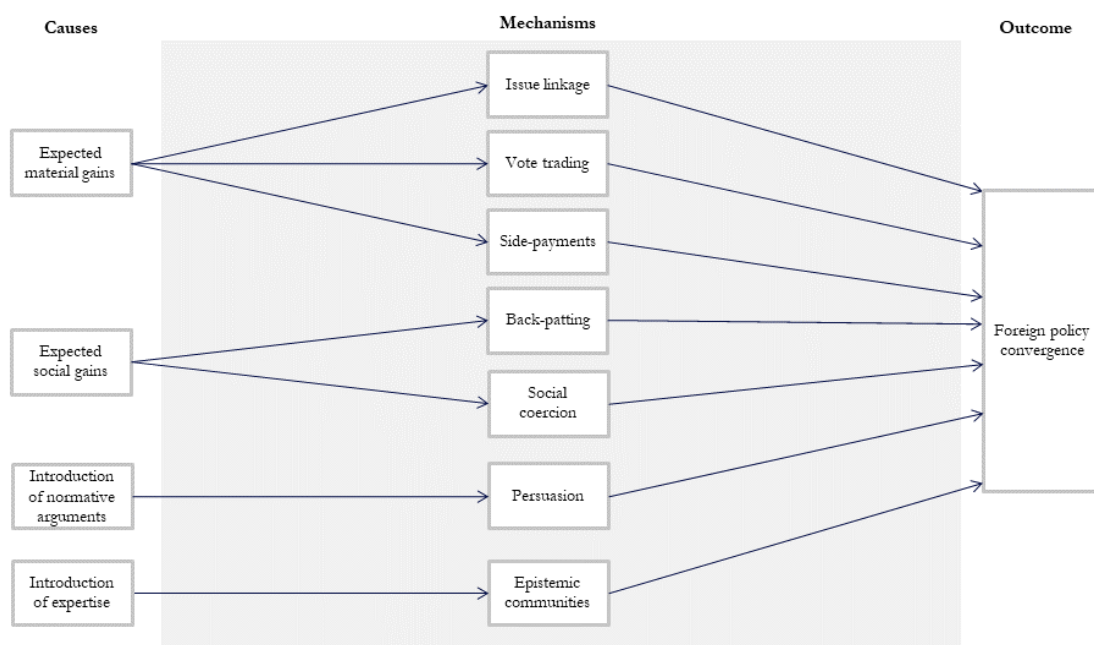 Causes
Mechanisms
Outcome
Issue linkage
Expected
material gains
Vote trading
Side-payments
Back-patting
Expected
social gains
Social
coercion
Foreign policy
convergence
Introduction
of normative
arguments
Persuasion
Introduction
of expertise
Epistemic
communities